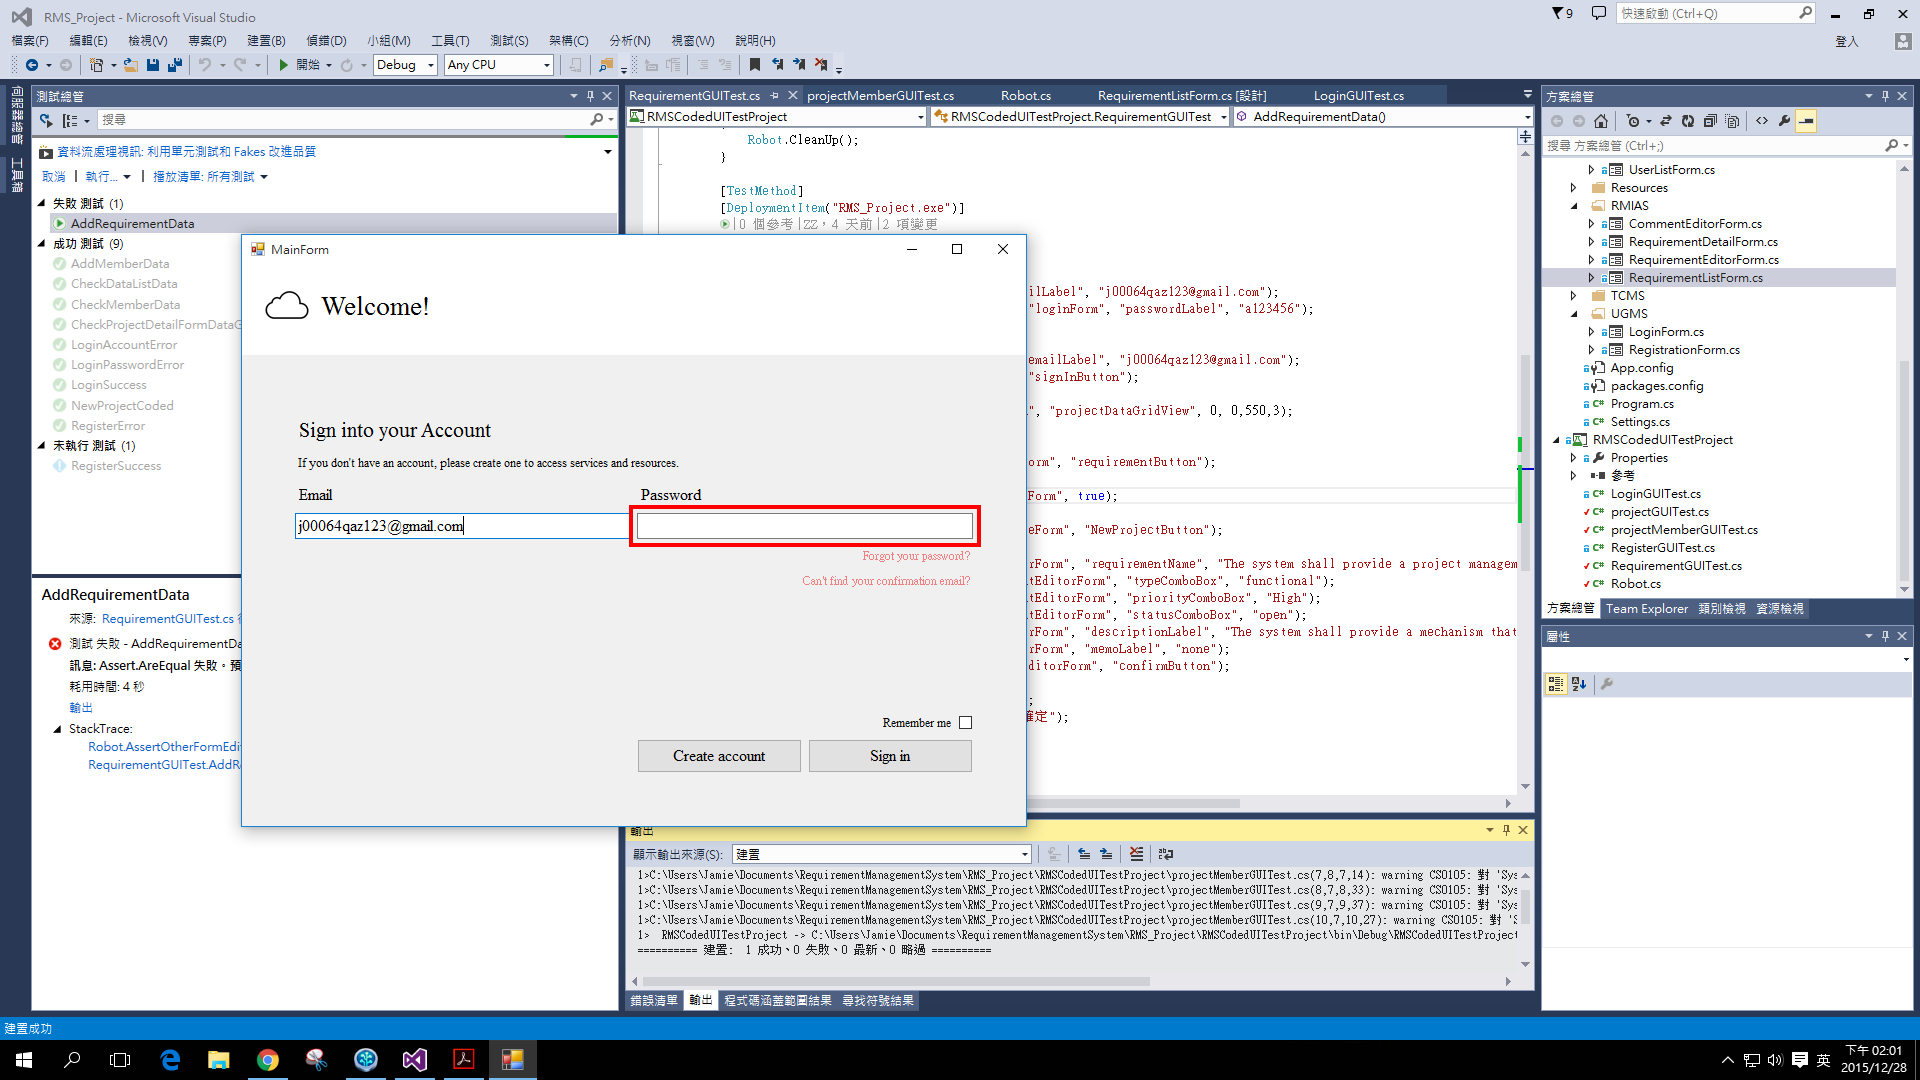 RMS_Project - Microsoft Visual Studio
9
快速啟動 (Ctrl+Q)
檔案(F)
編輯(E)
檢視(V)
專案(P)
建置(B)
偵錯(D)
小組(M)
工具(T)
測試(S)
架構(C)
分析(N)
視窗(W)
說明(H)
登入
開始
Debug
Any CPU
伺服器總管
工具箱
測試總管
搜尋
資料流處理視訊: 利用單元測試和 Fakes 改進品質
取消
執行...
播放清單: 所有測試
失敗 測試 (1)
AddRequirementData
成功 測試 (9)
AddMemberData
CheckDataListData
CheckMemberData
CheckProjectDetailFormDataG
LoginAccountError
LoginPasswordError
LoginSuccess
NewProjectCoded
RegisterError
未執行 測試 (1)
RegisterSuccess
AddRequirementData
來源: RequirementGUITest.cs
測試 失敗 - AddRequirementDa
訊息: Assert.AreEqual 失敗。預
耗用時間: 4 秒
輸出
StackTrace:
Robot.AssertOtherFormEdi
RequirementGUITest.AddR
RequirementGUITest.cs
projectMemberGUITest.cs
Robot.cs
RequirementListForm.cs [設計]
LoginGUITest.cs
RMSCodedUITestProject
RMSCodedUITestProject.RequirementGUITest
AddRequirementData()
Robot.CleanUp();
}
[TestMethod]
[DeploymentItem("RMS_Project.exe")]
|0 個參考|ZZ，4 天前|2 項變更
ilLabel", "j00064qaz123@gmail.com");
"loginForm", "passwordLabel", "a123456");
emailLabel", "j00064qaz123@gmail.com");
"signInButton");
", "projectDataGridView", 0, 0,550,3);
orm", "requirementButton");
Form", true);
eForm", "NewProjectButton");
orForm", "requirementName", "The system shall provide a project managem
tEditorForm", "typeComboBox", "functional");
tEditorForm", "priorityComboBox", "High");
tEditorForm", "statusComboBox", "open");
orForm", "descriptionLabel", "The system shall provide a mechanism that
orForm", "memoLabel", "none");
ditorForm", "confirmButton");
;
確定");
MainForm
Welcome!
Sign into your Account
If you don't have an account, please create one to access services and resources.
Email
Password
j00064qaz123@gmail.com
Forgot your password?
Can't find your confirmation email?
Remember me
Create account
Sign in
輸出
顯示輸出來源(S):
建置
1>C:\Users\Jamie\Documents\RequirementManagementSystem\RMS_Project\RMSCodedUITestProject\projectMemberGUITest.cs(7,8,7,14): warning CS0105: 對 'Sys
1>C:\Users\Jamie\Documents\RequirementManagementSystem\RMS_Project\RMSCodedUITestProject\projectMemberGUITest.cs(8,7,8,33): warning CS0105: 對 'Sys
1>C:\Users\Jamie\Documents\RequirementManagementSystem\RMS_Project\RMSCodedUITestProject\projectMemberGUITest.cs(9,7,9,37): warning CS0105: 對 'Sys
1>C:\Users\Jamie\Documents\RequirementManagementSystem\RMS_Project\RMSCodedUITestProject\projectMemberGUITest.cs(10,7,10,27): warning CS0105: 對 'S
1>  RMSCodedUITestProject -> C:\Users\Jamie\Documents\RequirementManagementSystem\RMS_Project\RMSCodedUITestProject\bin\Debug\RMSCodedUITestProject
========== 建置: 1 成功、0 失敗、0 最新、0 略過 ==========
錯誤清單
輸出
程式碼涵蓋範圍結果
尋找符號結果
方案總管
搜尋 方案總管 (Ctrl+;)
UserListForm.cs
Resources
RMIAS
CommentEditorForm.cs
RequirementDetailForm.cs
RequirementEditorForm.cs
RequirementListForm.cs
TCMS
UGMS
LoginForm.cs
RegistrationForm.cs
App.config
packages.config
Program.cs
Settings.cs
RMSCodedUITestProject
Properties
參考
LoginGUITest.cs
projectGUITest.cs
projectMemberGUITest.cs
RegisterGUITest.cs
RequirementGUITest.cs
Robot.cs
方案總管
Team Explorer
類別檢視
資源檢視
屬性
建置成功
英
下午 02:01
2015/12/28